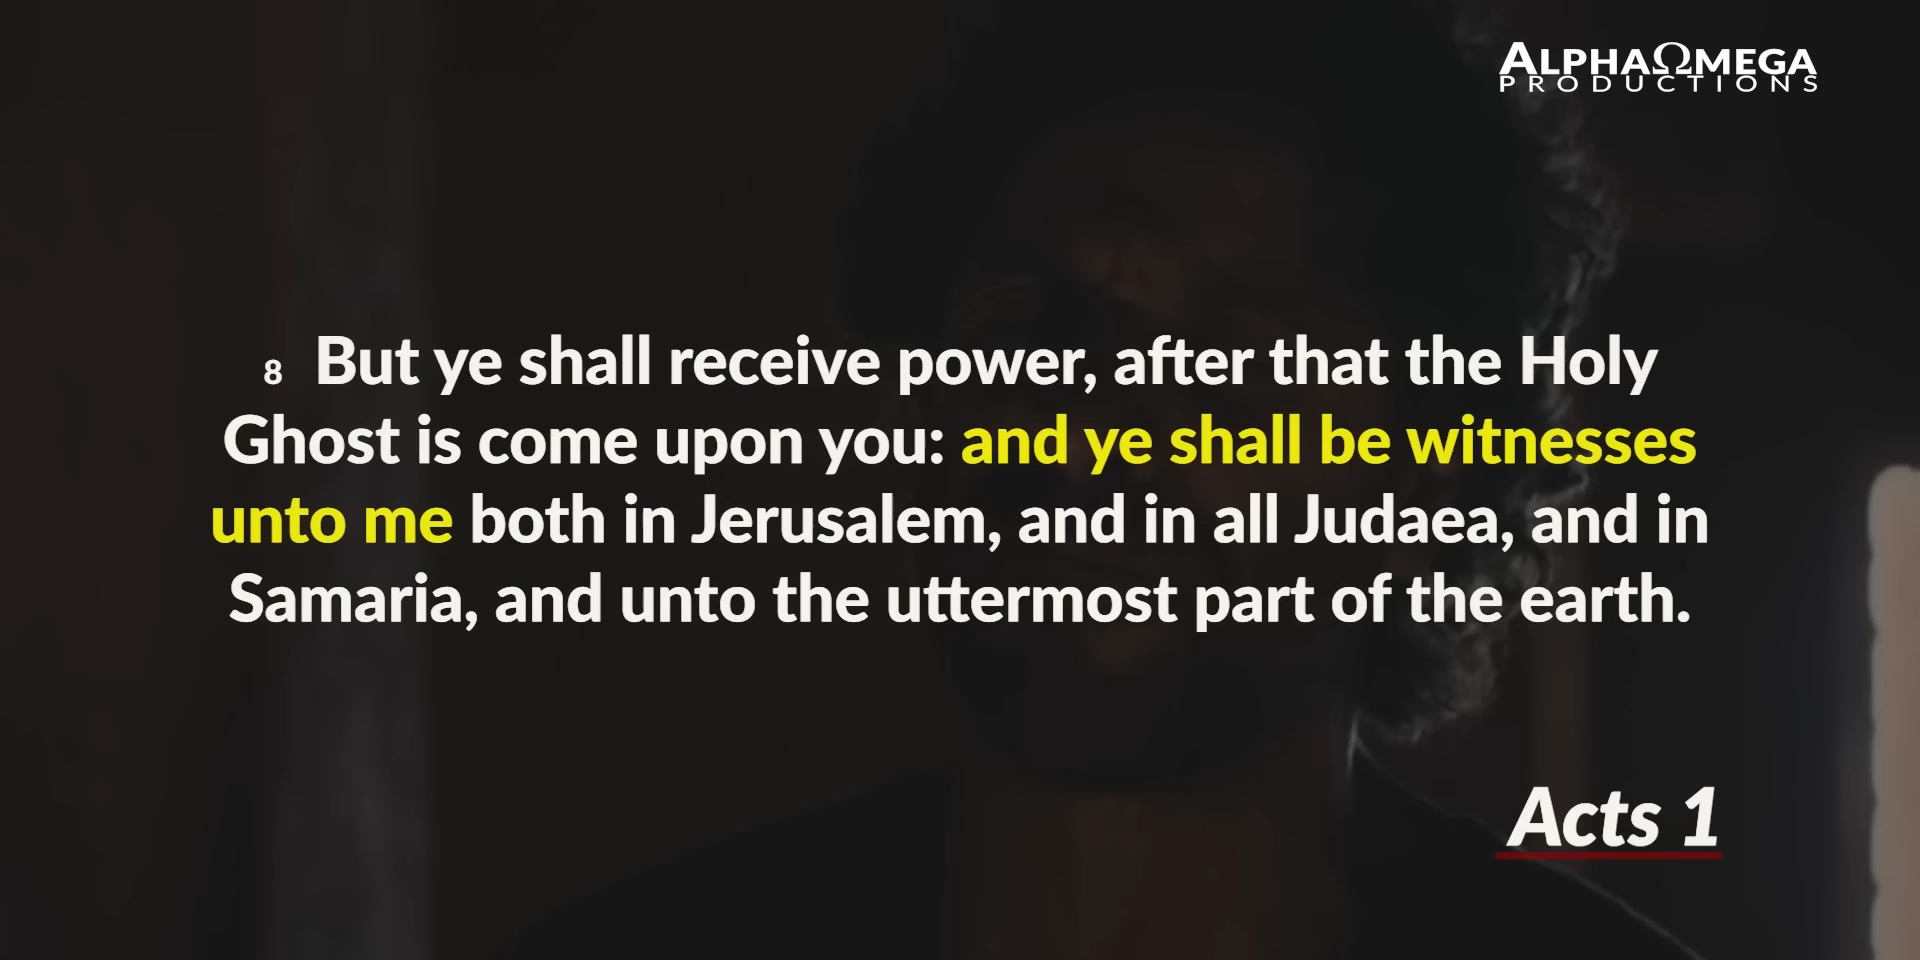 ALPHAΩMEGA
PRODUCTIONS
8 But ye shall receive power, after that the Holy
Ghost is come upon you: and ye shall be witnesses
unto me both in Jerusalem, and in all Judaea, and in
Samaria, and unto the uttermost part of the earth.
Acts 1